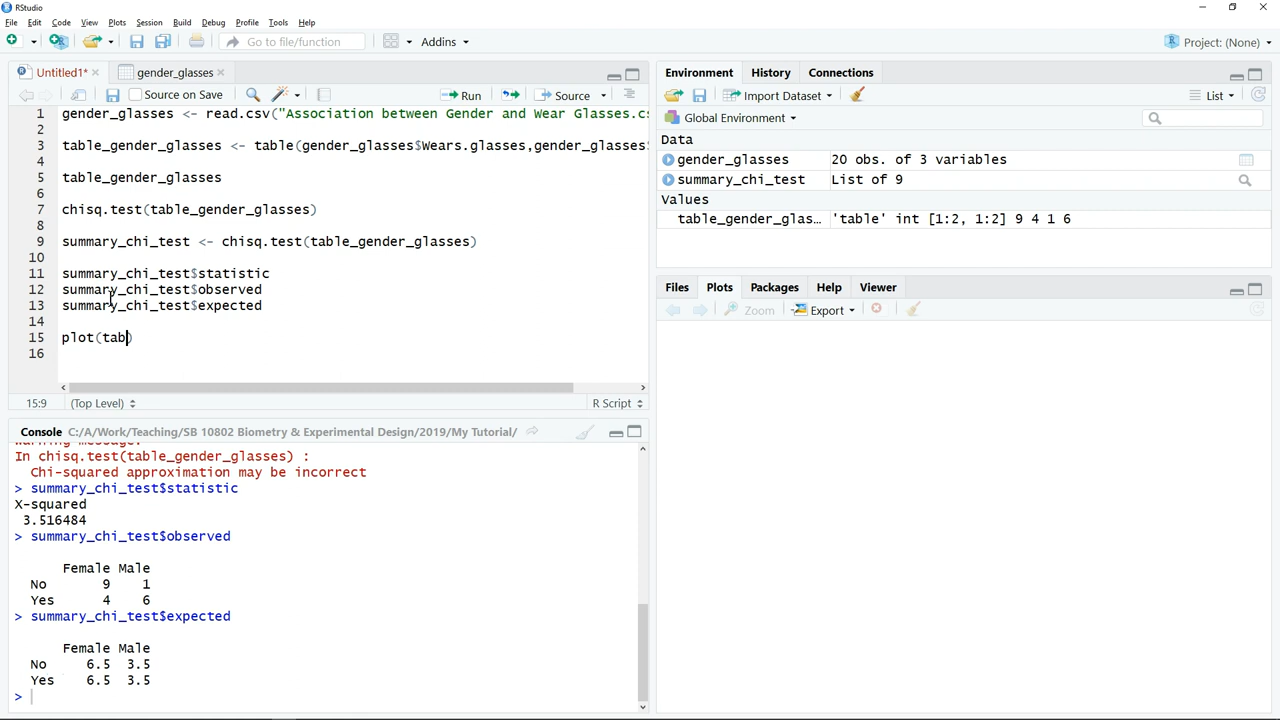 RStudio
File Edit Code View Plots Session Build Debug Profile Tools Help
Go to file/function Addins Project: (None)
Untitled1* gender_glasses
Source on Save Run Source
1 gender_glasses <- read.csv("Association between Gender and Wear Glasses.cs
2
3 table_gender_glasses <- table(gender_glasses$Wears.glasses,gender_glasses$
4
5 table_gender_glasses
6
7 chisq.test(table_gender_glasses)
8
9 summary_chi_test <- chisq.test(table_gender_glasses)
10
11 summary_chi_test$statistic
12 summary_chi_test$observed
13 summary_chi_test$expected
14
15 plot(tab)
16
15:9 (Top Level) R Script
Console C:/A/Work/Teaching/SB 10802 Biometry & Experimental Design/2019/My Tutorial/
Warning message:
In chisq.test(table_gender_glasses) :
Chi-squared approximation may be incorrect
> summary_chi_test$statistic
X-squared
3.516484
> summary_chi_test$observed
Female Male
No 9 1
Yes 4 6
> summary_chi_test$expected
Female Male
No 6.5 3.5
Yes 6.5 3.5
>
Environment History Connections
Import Dataset List
Global Environment
Data
gender_glasses 20 obs. of 3 variables
summary_chi_test List of 9
Values
table_gender_glas… 'table' int [1:2, 1:2] 9 4 1 6
Files Plots Packages Help Viewer
Zoom Export